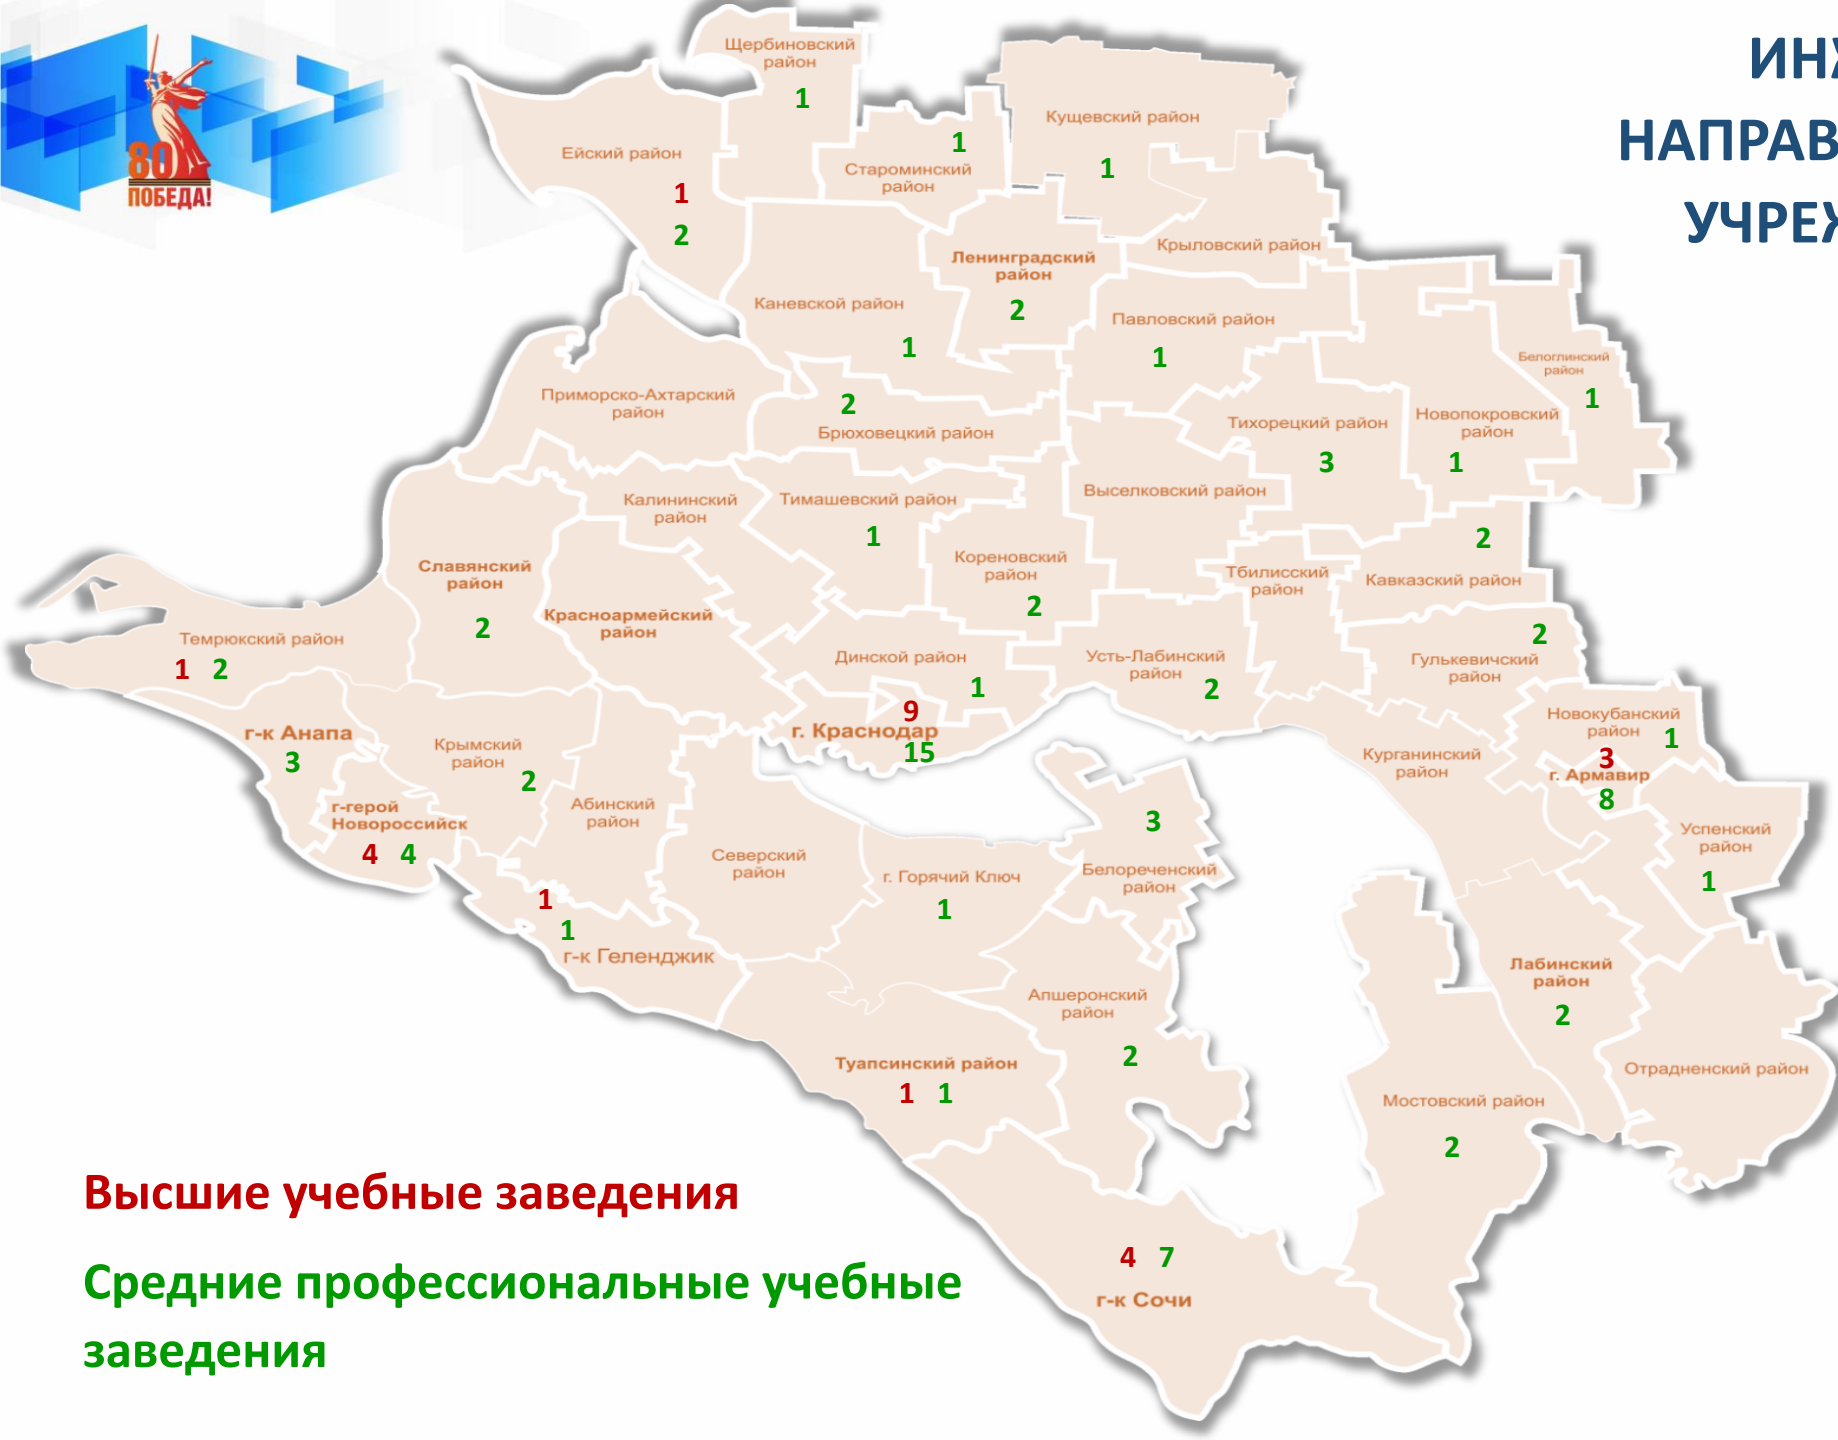 80
ПОБЕДА!
ИНЖ
НАПРАВ
УЧРЕЖ
Щербиновский
район
1
Ейский район
1
2
Староминский
район
1
Кущевский район
1
Крыловский район
Ленинградский
район
2
Каневской район
1
Павловский район
1
Белоглинский
район
1
Приморско-Ахтарский
район
2
Брюховецкий район
Тихорецкий район
3
Новопокровский
район
1
Калининский
район
Тимашевский район
1
Выселковский район
Кореновский
район
2
Тбилисский
район
2
Кавказский район
Славянский
район
2
Красноармейский
район
Темрюкский район
1 2
Динской район
1
Усть-Лабинский
район
2
2
Гулькевичский
район
9
г. Краснодар
15
г-к Анапа
3
Крымский
район
2
Новокубанский
район
1
3
г. Армавир
8
Курганинский
район
г-герой
Новороссийск
4 4
Абинский
район
Северский
район
3
Белореченский
район
Успенский
район
1
г. Горячий Ключ
1
1
1
г-к Геленджик
Апшеронский
район
2
Лабинский
район
2
Туапсинский район
1 1
Отрадненский район
Мостовский район
2
4 7
г-к Сочи
Высшие учебные заведения
Средние профессиональные учебные
заведения